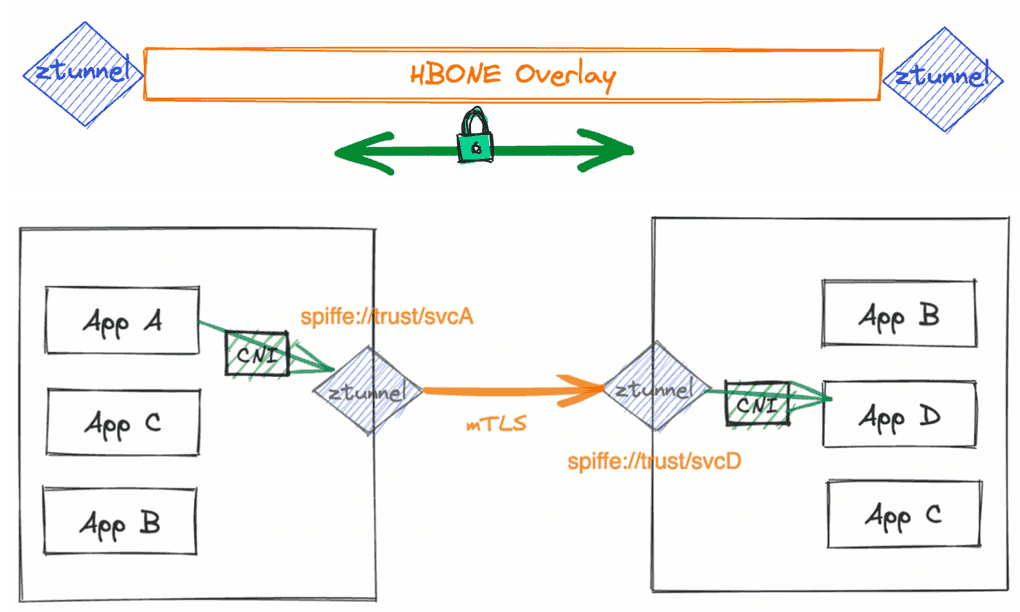 ztunnel
HBONE Overlay
ztunnel
App A
CNI
spiffe://trust/svcA
ztunnel
App C
App B
mTLS
ztunnel
spiffe://trust/svcD
CNI
App B
App D
App C